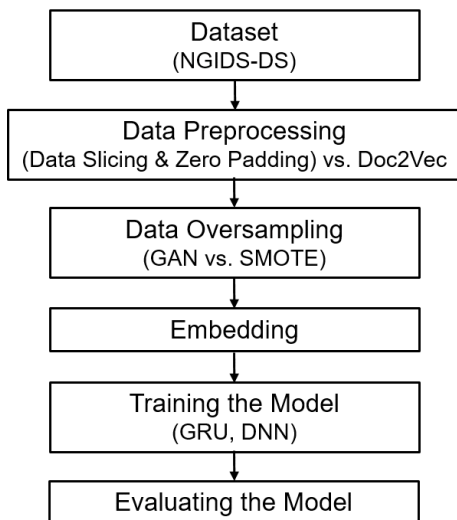 Dataset
(NGIDS-DS)
Data Preprocessing
(Data Slicing & Zero Padding) vs. Doc2Vec
Data Oversampling
(GAN vs. SMOTE)
Embedding
Training the Model
(GRU, DNN)
Evaluating the Model